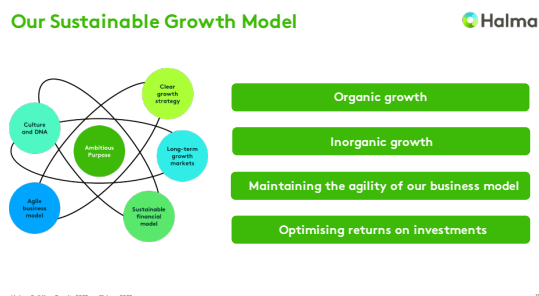 Our Sustainable Growth Model
Halma
Clear
growth
strategy
Culture
and DNA
Ambitious
Purpose
Long-term
growth
markets
Agile
business
model
Sustainable
financial
model
Organic growth
Inorganic growth
Maintaining the agility of our business model
Optimising returns on investments